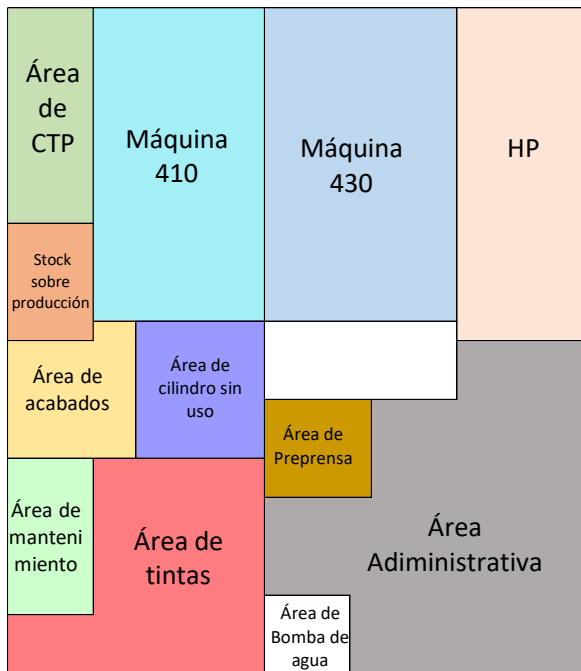 Área
de
CTP
Máquina
410
Máquina
430
HP
Stock
sobre
producción
Área de
acabados
Área de
cilindro sin
uso
Área de
Preprensa
Área de
manteni
miento
Área de
tintas
Área
Adiministrativa
Área de
Bomba de
agua